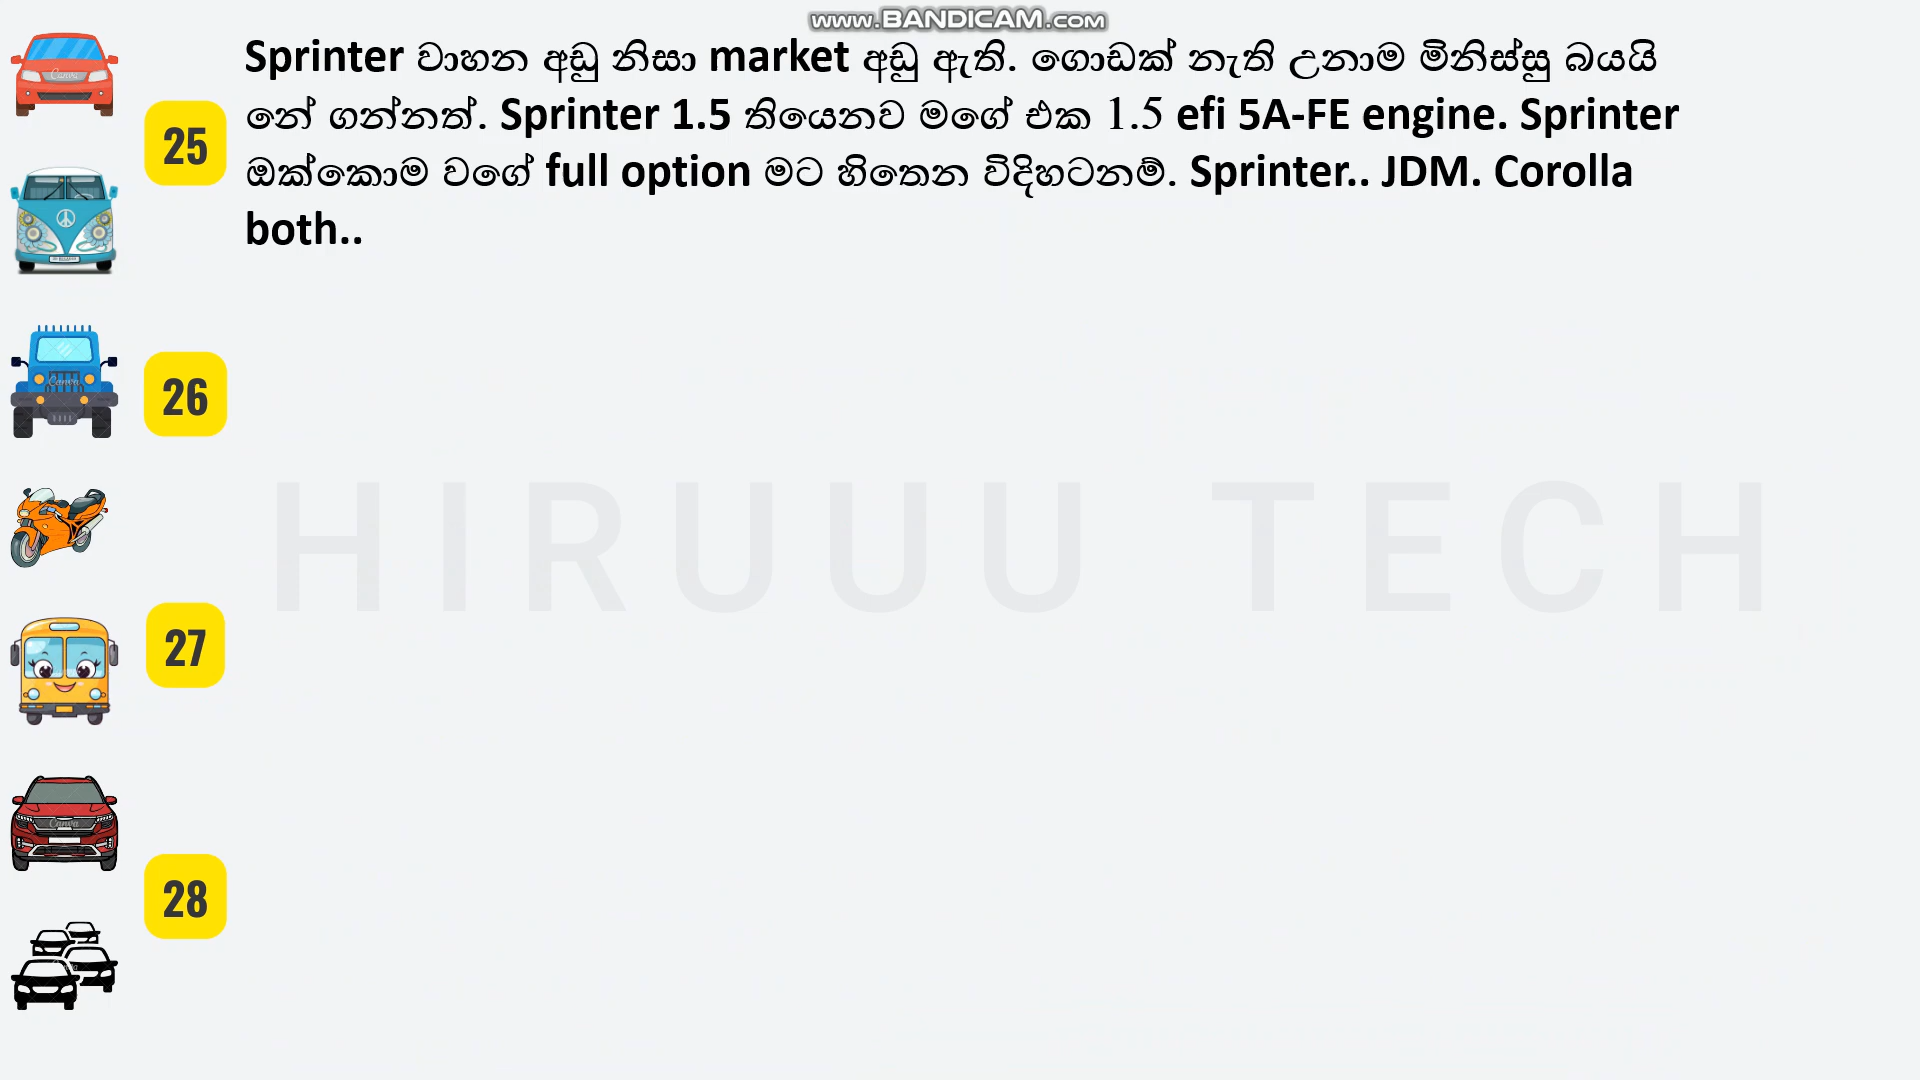 www.BANDICAM.com
Sprinter වාහන අඩු නිසා market අඩු ඇති. ගොඩක් නැති උනාම මිනිස්සු බයයි
නේ ගන්නත්. Sprinter 1.5 තියෙනව මගේ එක 1.5 efi 5A-FE engine. Sprinter
ඔක්කොම වගේ full option මට හිතෙන විදිහටනම්. Sprinter.. JDM. Corolla
both..
25
26
27
28
HIRUUU TECH